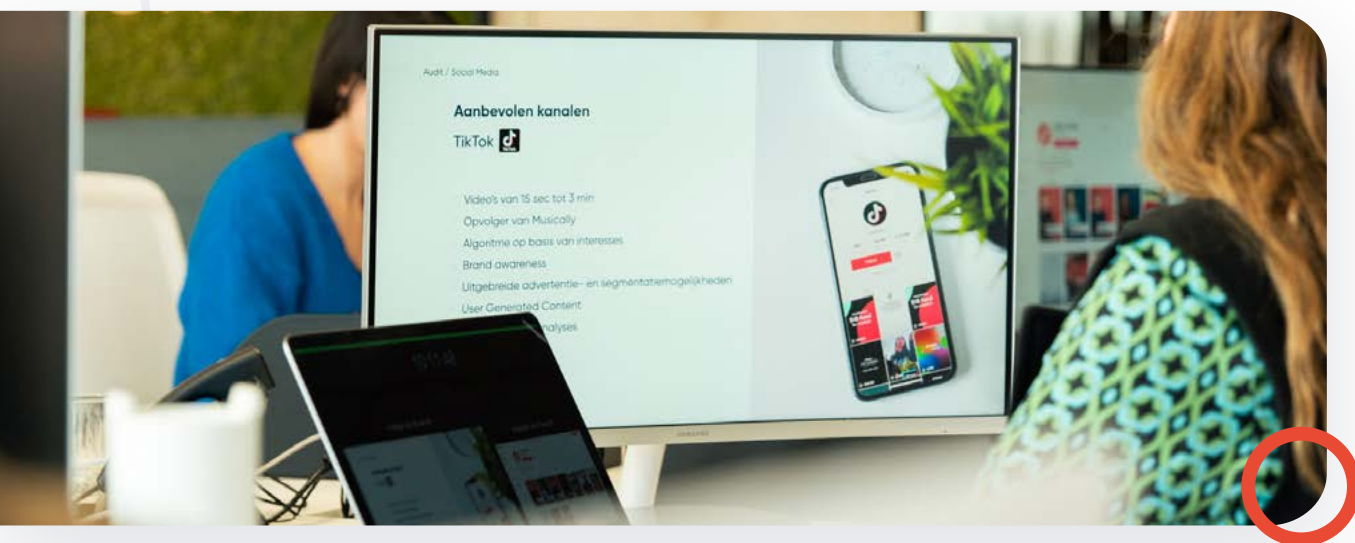 Audit / Social Media
Aanbevolen kanalen
TikTok
Video's van 15 sec tot 3 min
Opvolger van Musically
Algoritme op basis van interesses
Brand awareness
Uitgebreide advertentie- en segmentatiemogelijkheden
User Generated Content
nalyses
SAMSUNG